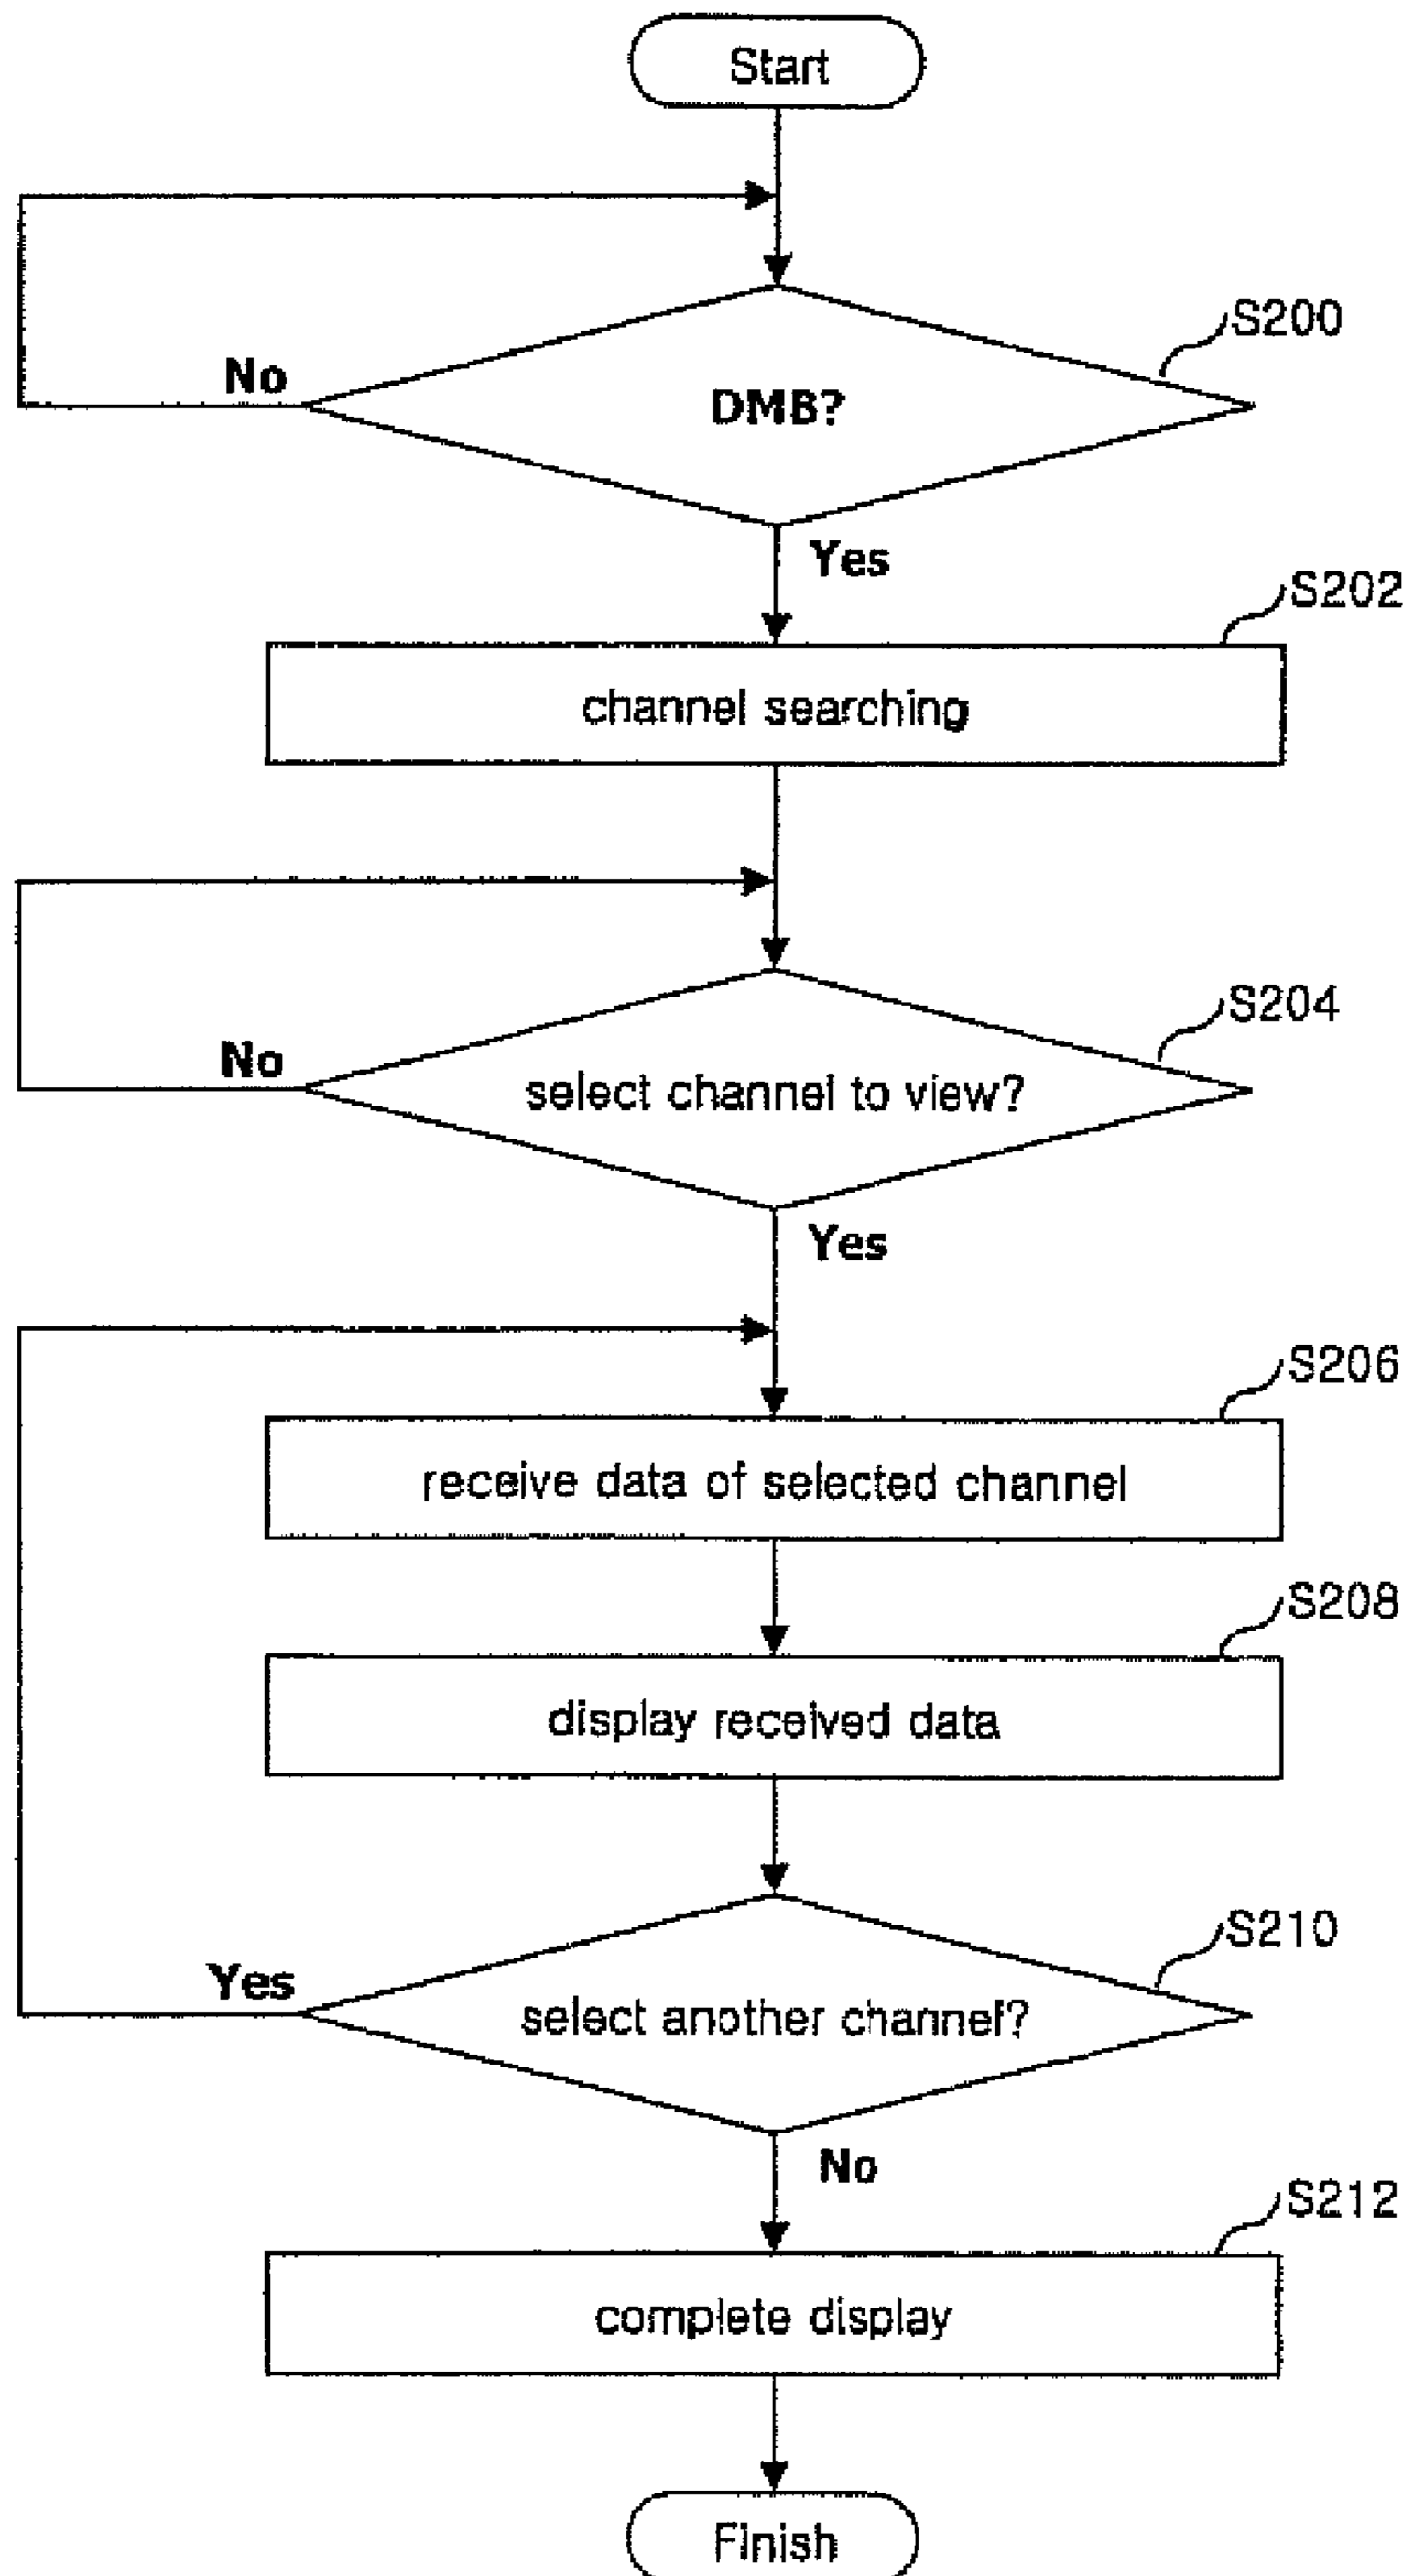 Start
S200
No
DMB?
Yes
S202
channel searching
S204
No
select channel to view?
Yes
S206
receive data of selected channel
S208
display received data
S210
Yes
select another channel?
No
S212
complete display
Finish